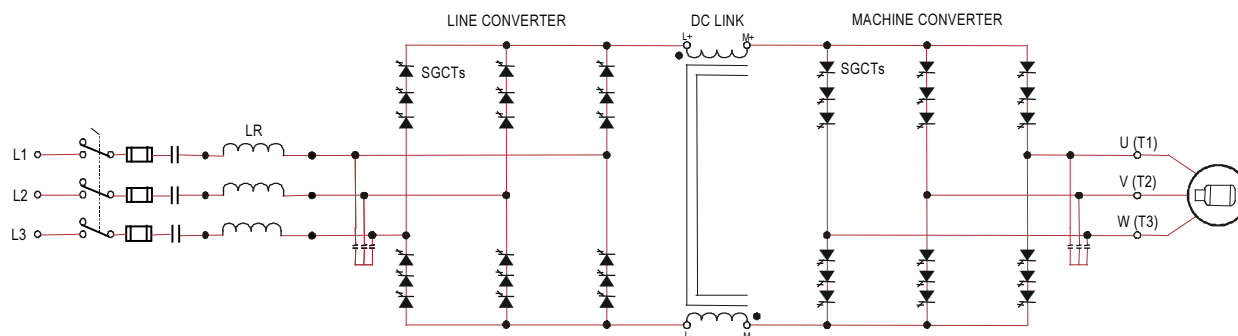 LINE CONVERTER
DC LINK
MACHINE CONVERTER
L+
M+
SGCTs
SGCTs
LR
L1
U (T1)
L2
V (T2)
L3
W (T3)